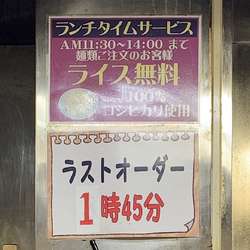 ランチタイムサービス
AM11:30~14:00 まで
麺類ご注文のお客様
ライス無料
100%
コシヒカリ使用
ラストオーダー
1時45分